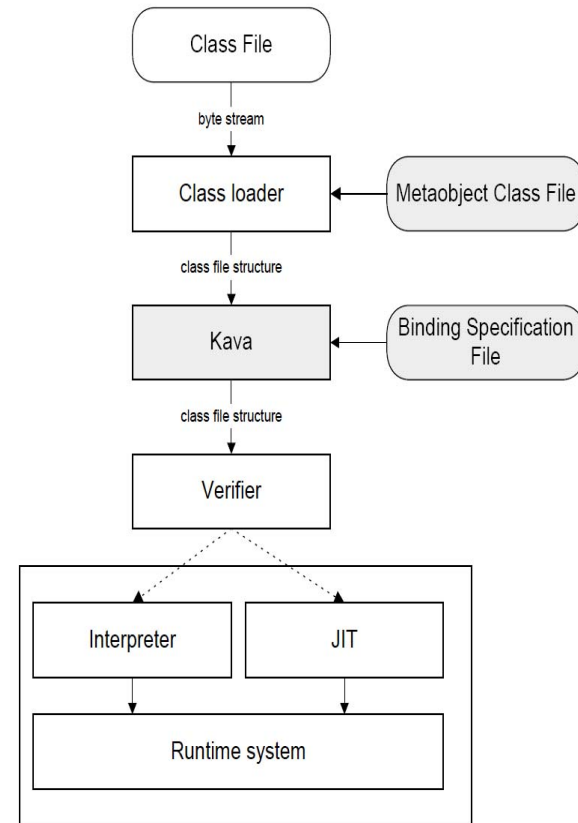 Class File
byte stream
Class loader
Metaobject Class File
class file structure
Kava
Binding Specification
File
class file structure
Verifier
Interpreter
JIT
Runtime system